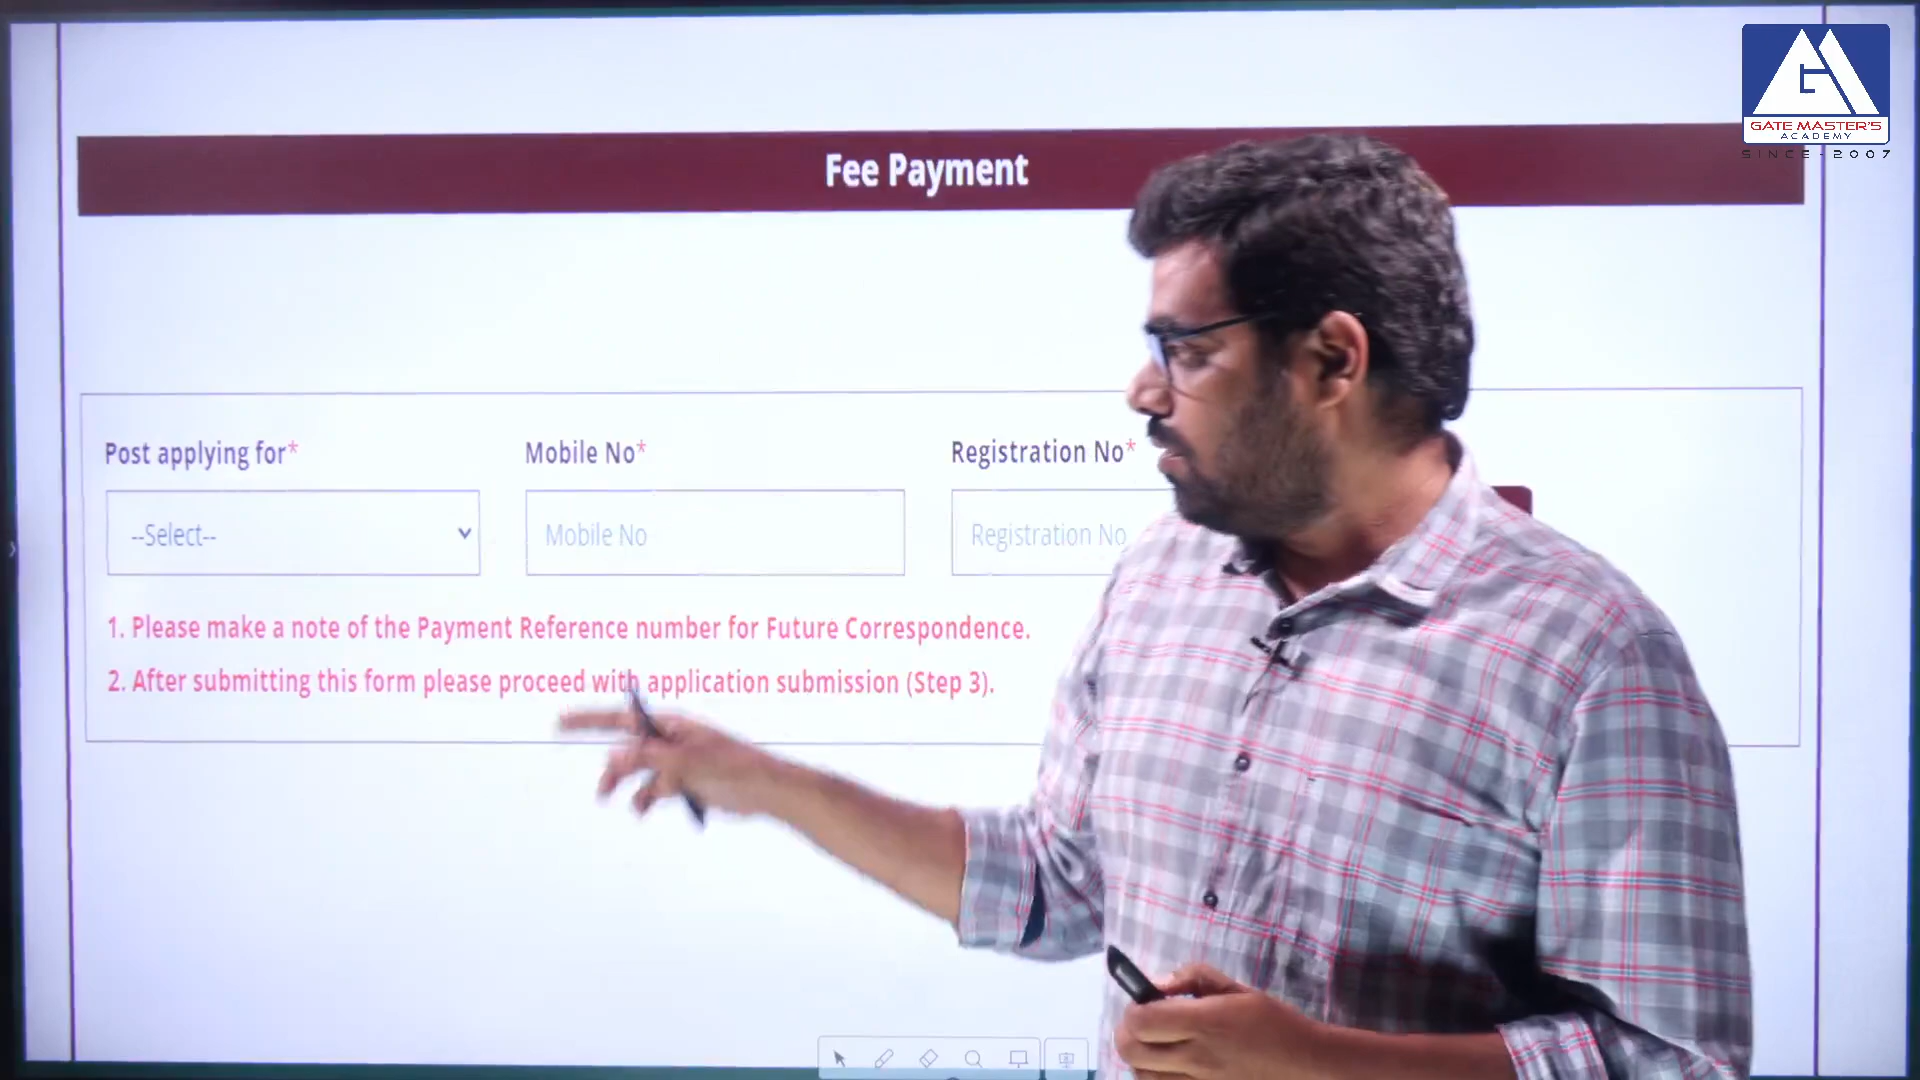 GATE MASTER'S
ACADEMY
SINCE-2007
Fee Payment
Post applying for*
Mobile No*
Registration No*
--Select--
Mobile No
Registration No
1. Please make a note of the Payment Reference number for Future Correspondence.
2. After submitting this form please proceed with application submission (Step 3).